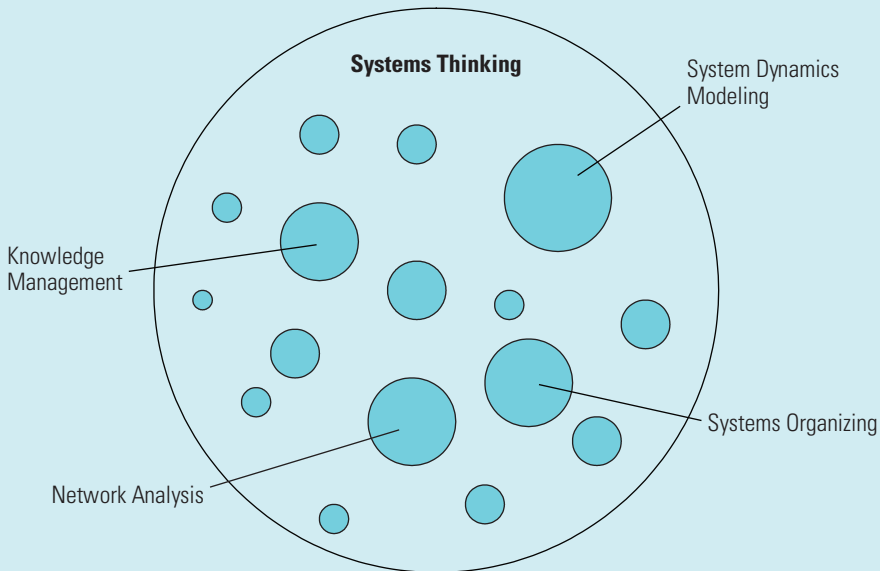 Systems Thinking
System Dynamics
Modeling
Knowledge
Management
Systems Organizing
Network Analysis